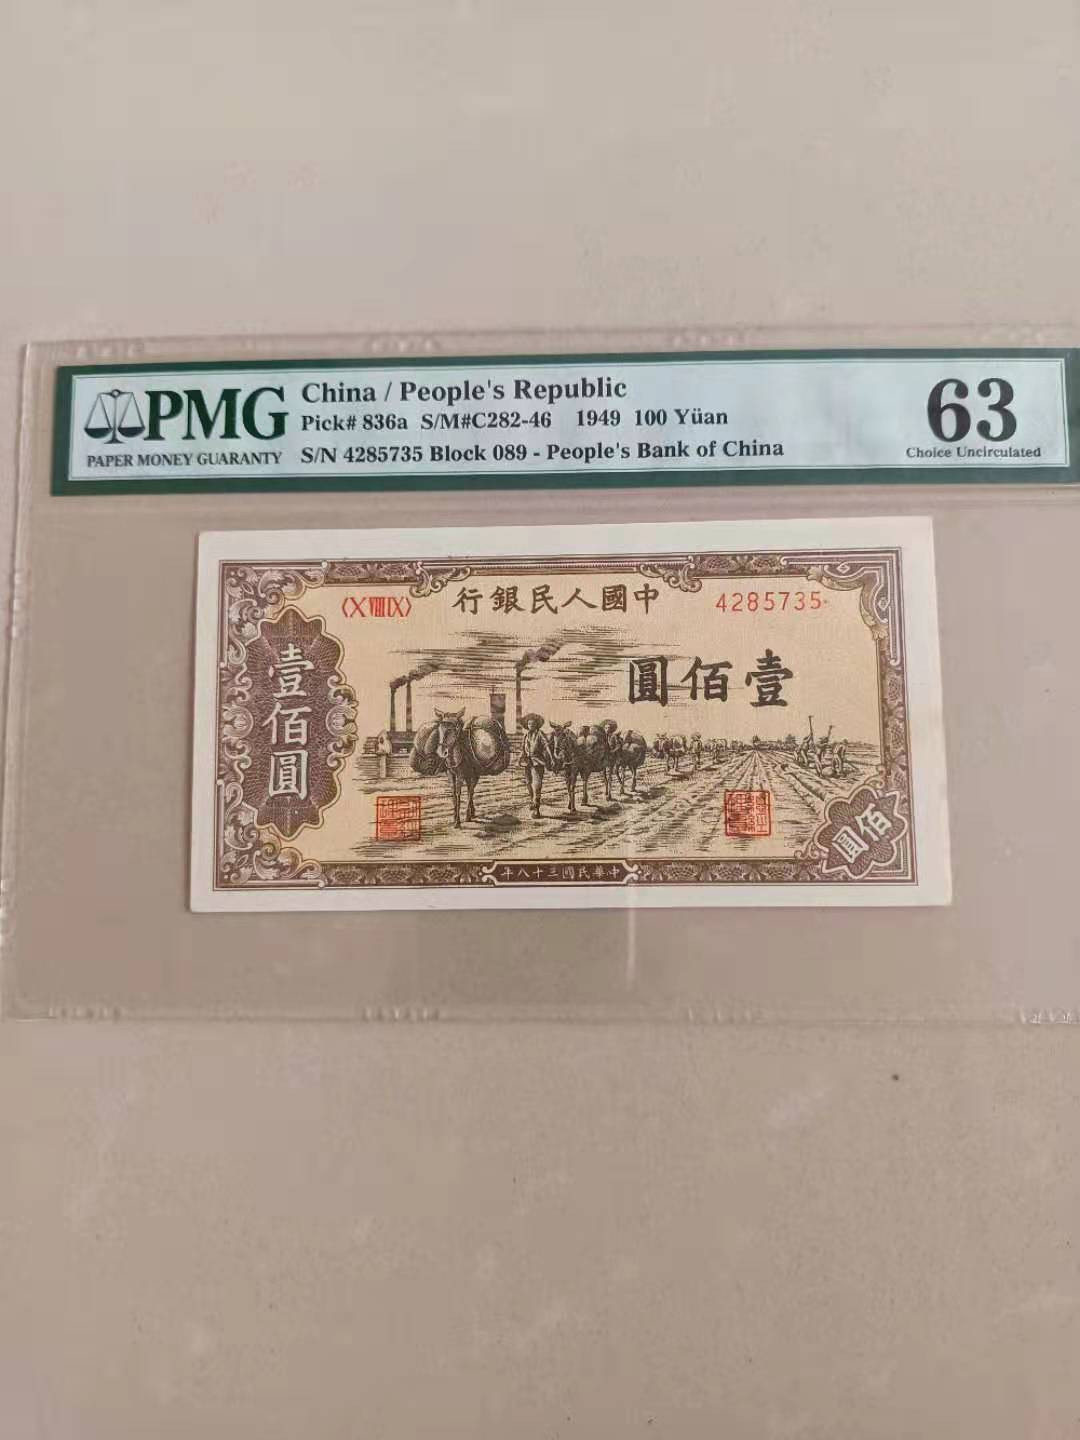 PMG
PAPER MONEY GUARANTY
China / People's Republic
Pick# 836a S/M#C282-46 1949 100 Yüan
S/N 4285735 Block 089 - People's Bank of China
63
Choice Uncirculated
〈X VIII IX〉
行銀民人國中
4285735
圓佰壹
壹佰圓
佰圓
年八十三國民華中